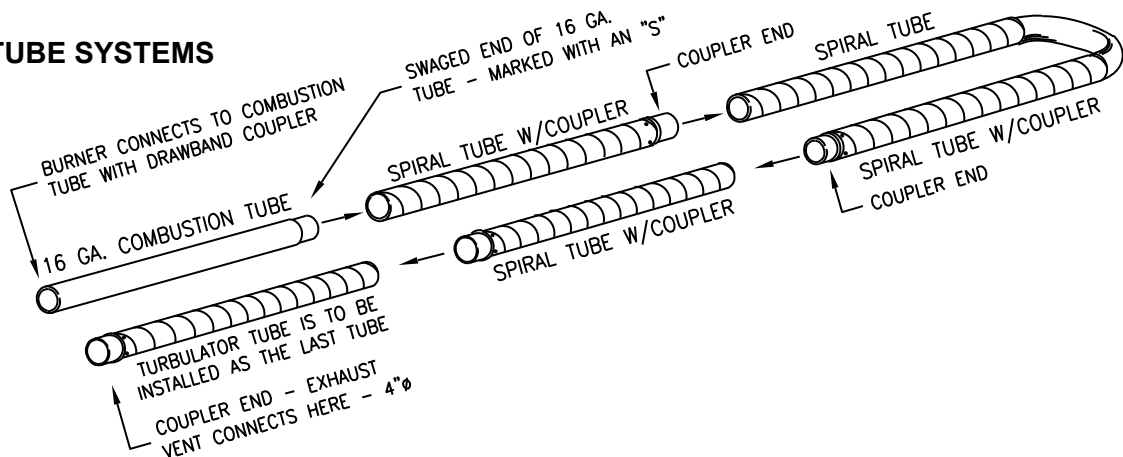 TUBE SYSTEMS
BURNER CONNECTS TO COMBUSTION
TUBE WITH DRAWBAND COUPLER
SWAGED END OF 16 GA.
TUBE - MARKED WITH AN "S"
COUPLER END
SPIRAL TUBE
SPIRAL TUBE W/COUPLER
16 GA. COMBUSTION TUBE
SPIRAL TUBE W/COUPLER
COUPLER END
SPIRAL TUBE W/COUPLER
TURBULATOR TUBE IS TO BE
INSTALLED AS THE LAST TUBE
COUPLER END - EXHAUST
VENT CONNECTS HERE - 4"ø